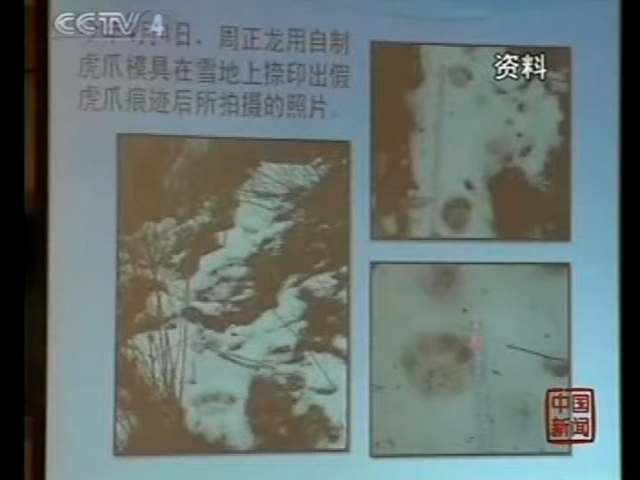 CCTV 4
日、周正龙用自制
虎爪模具在雪地上捺印出假
虎爪痕迹后所拍摄的照片
资料
中国
新闻